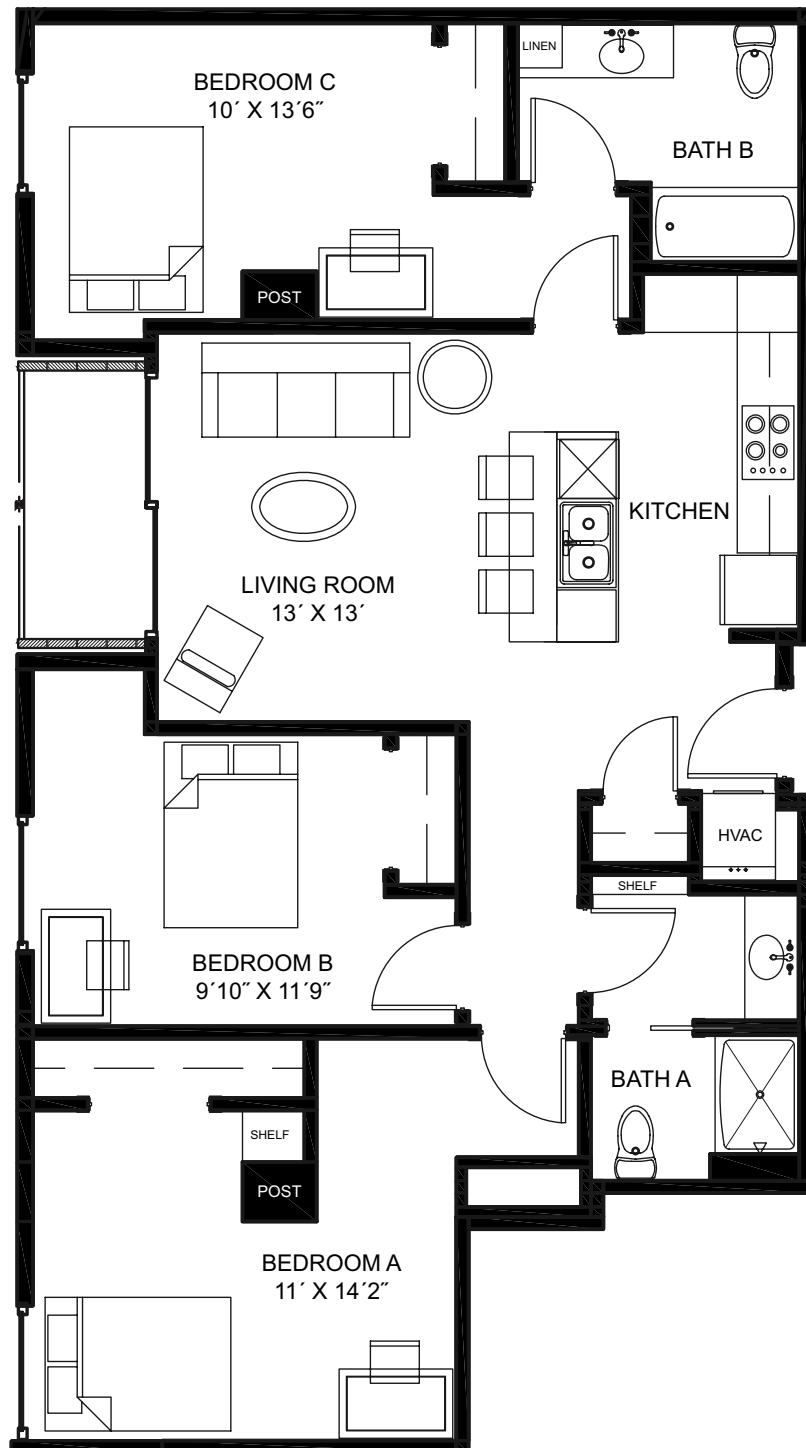 LINEN
BEDROOM C
10´ X 13´6˝
BATH B
POST
KITCHEN
LIVING ROOM
13´ X 13´
HVAC
SHELF
BEDROOM B
9´10˝ X 11´9˝
BATH A
SHELF
POST
BEDROOM A
11´ X 14´2˝